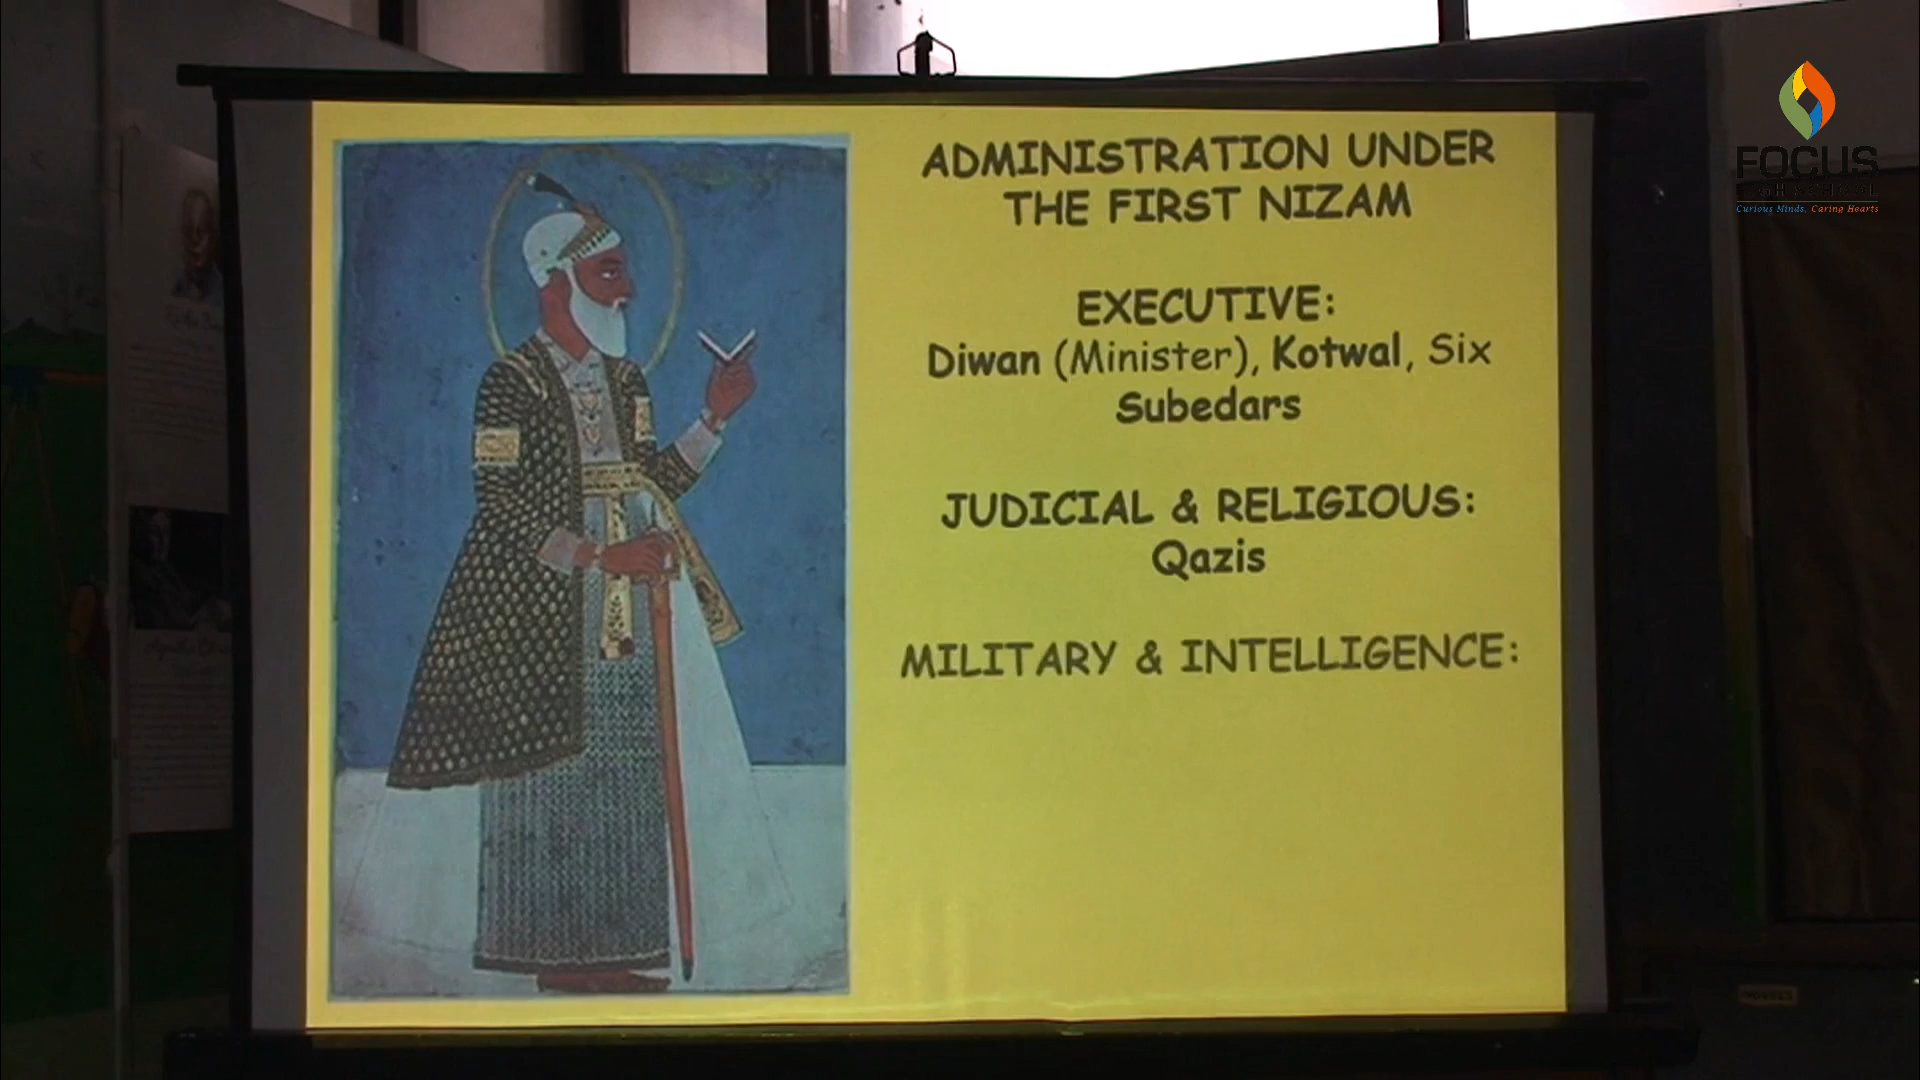 ADMINISTRATION UNDER
THE FIRST NIZAM
EXECUTIVE:
Diwan (Minister), Kotwal, Six
Subedars
JUDICIAL & RELIGIOUS:
Qazis
MILITARY & INTELLIGENCE:
FOCUS
Curious Minds, Caring Hearts